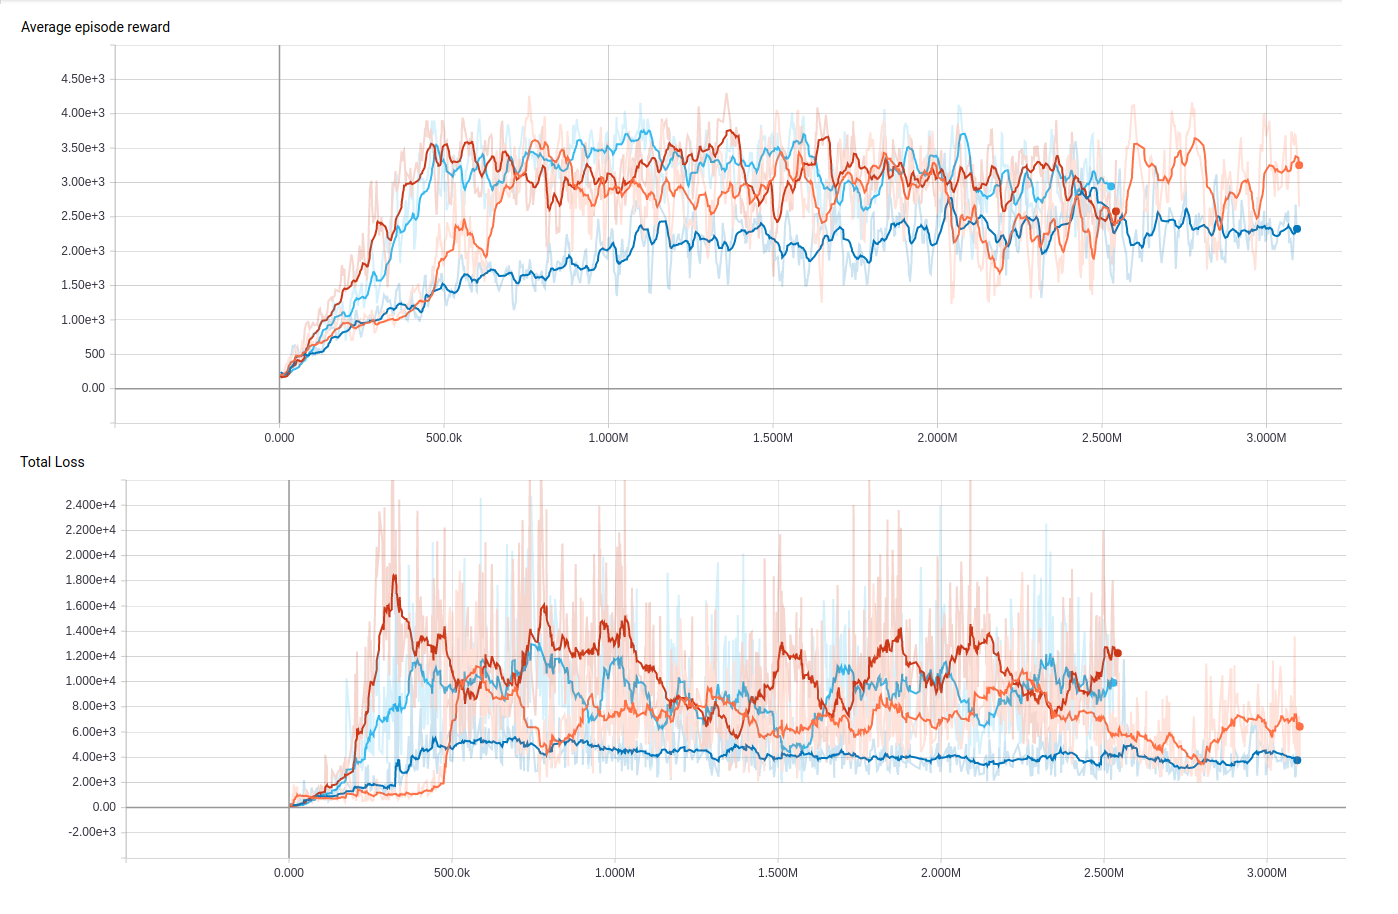 Average episode reward
4.50e+3
4.00e+3
3.50e+3
3.00e+3
2.50e+3
2.00e+3
1.50e+3
1.00e+3
500
0.00
0.000 500.0k 1.000M 1.500M 2.000M 2.500M 3.000M
Total Loss
2.400e+4
2.200e+4
2.000e+4
1.800e+4
1.600e+4
1.400e+4
1.200e+4
1.000e+4
8.00e+3
6.00e+3
4.00e+3
2.00e+3
0.00
-2.00e+3
0.000 500.0k 1.000M 1.500M 2.000M 2.500M 3.000M